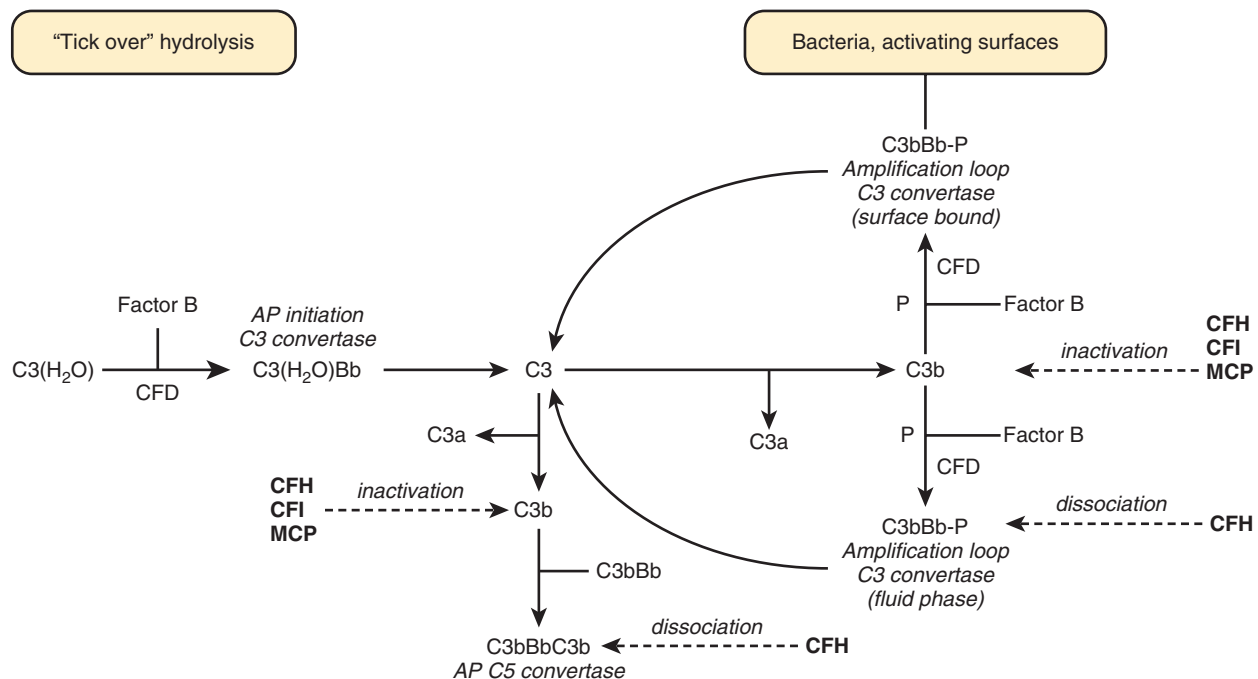 “Tick over” hydrolysis
Bacteria, activating surfaces
C3bBb-P
Amplification loop
C3 convertase
(surface bound)
CFD
P
Factor B
Factor B
AP initiation
C3 convertase
C3(H₂O)
CFD
C3(H₂O)Bb
C3
C3a
C3b
inactivation
CFH
CFI
MCP
C3a
P
Factor B
CFD
CFH
CFI
MCP
inactivation
C3b
C3bBb-P
Amplification loop
C3 convertase
(fluid phase)
dissociation
CFH
C3bBb
C3bBbC3b
AP C5 convertase
dissociation
CFH